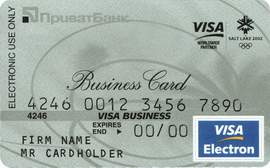 ELECTRONIC USE ONLY
ПриватБанк
VISA
WORLDWIDE
PARTNER
SALT LAKE 2002
Business Card
4246 0012 3456 7890
4246
VISA BUSINESS
EXPIRES
END
00/00
FIRM NAME
MR CARDHOLDER
VISA
Electron